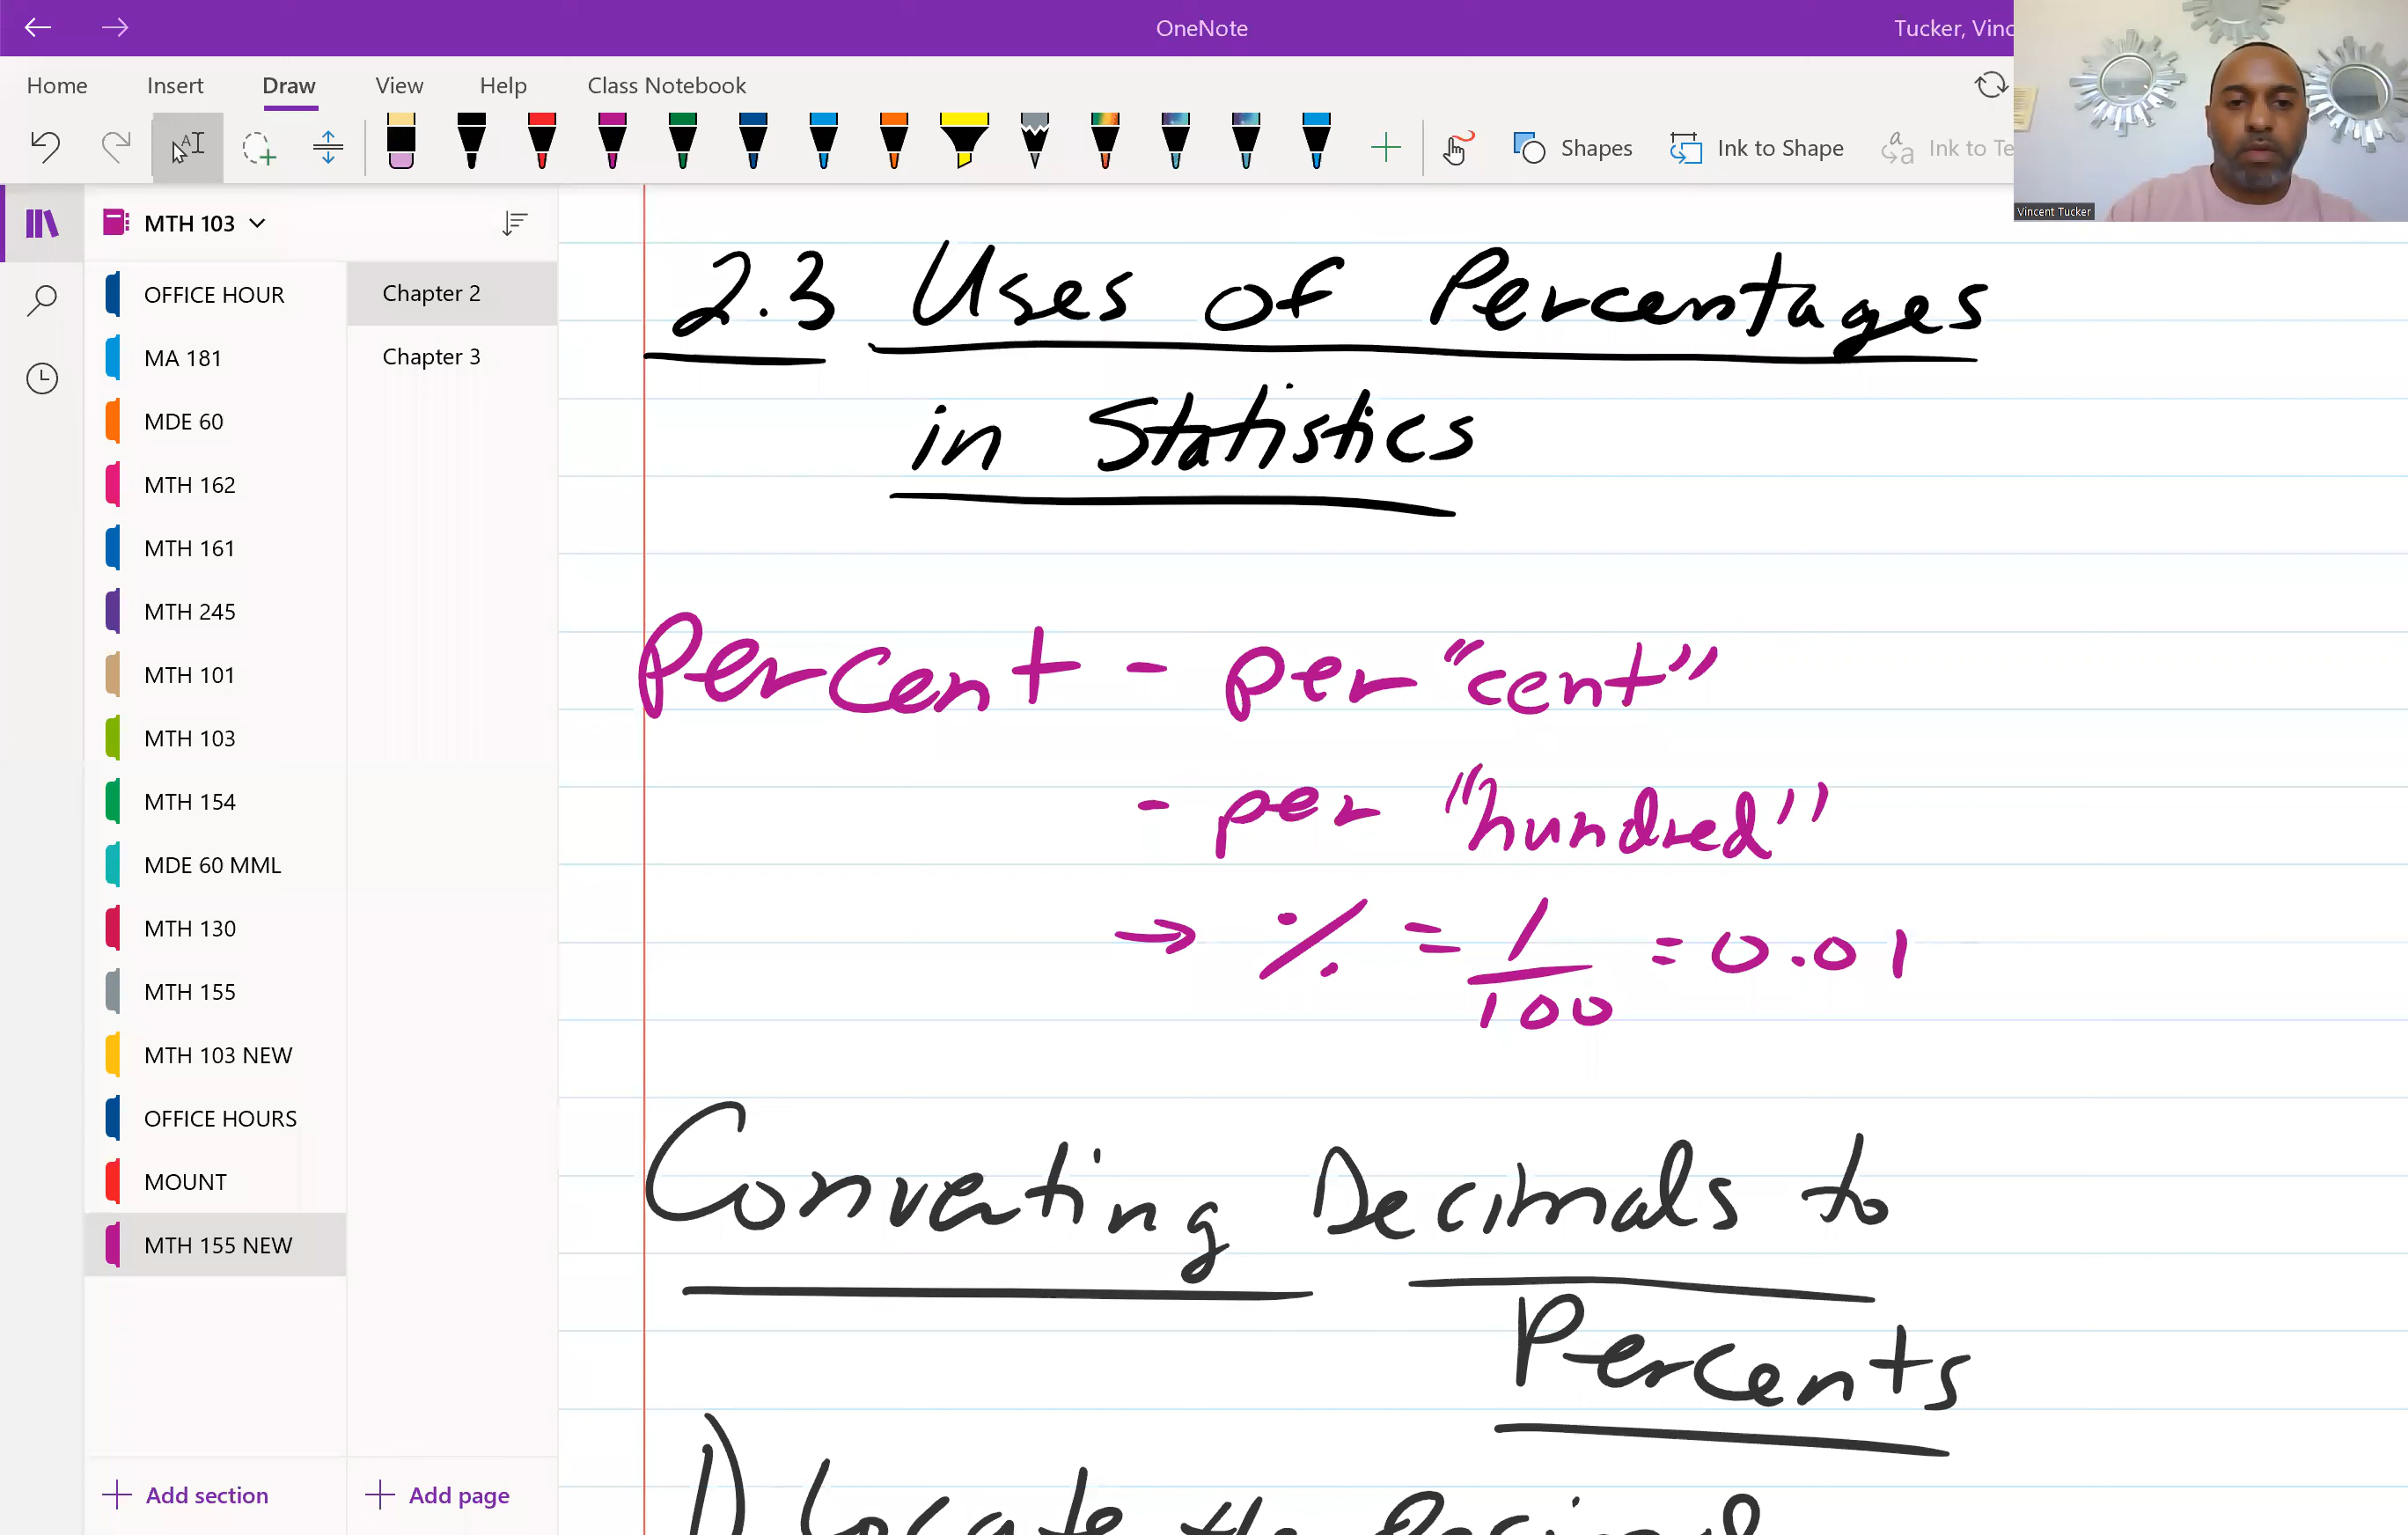 OneNote
Tucker, Vinc
Home Insert Draw View Help Class Notebook
Shapes Ink to Shape Ink to Te
Vincent Tucker
MTH 103
OFFICE HOUR
MA 181
MDE 60
MTH 162
MTH 161
MTH 245
MTH 101
MTH 103
MTH 154
MDE 60 MML
MTH 130
MTH 155
MTH 103 NEW
OFFICE HOURS
MOUNT
MTH 155 NEW
Add section
Chapter 2
Chapter 3
Add page
2.3 Uses of Percentages
in Statistics
Percent - per "cent"
- per "hundred"
→ % = 1/100 = 0.01
Converting Decimals to
Percents
1) Locate the Decimal